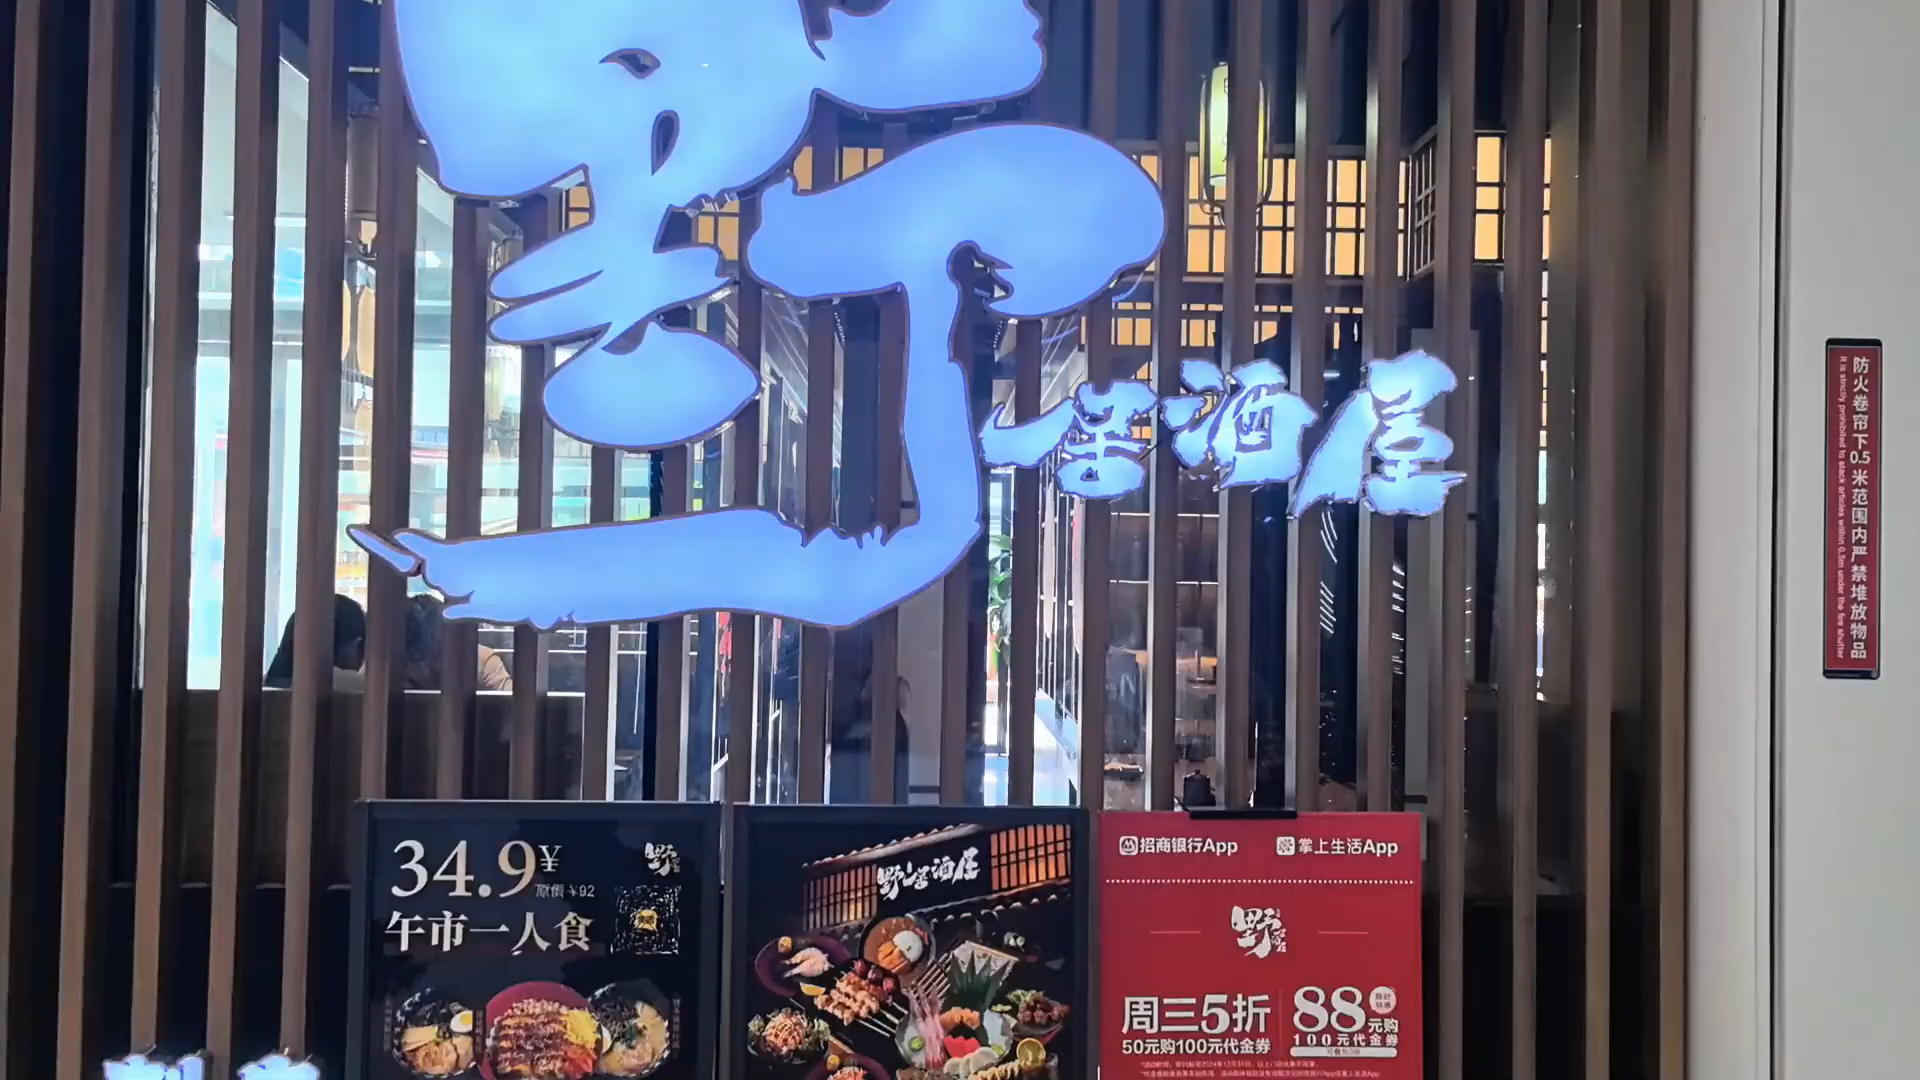 野
居酒屋
防火卷帘下0.5米范围内严禁堆放物品
It is strictly prohibited to stack articles within 0.5m under the fire shutter
34.9¥
原價¥92
午市一人食
野
野居酒屋
招商银行App
掌上生活App
野
周三5折
50元购100元代金券
88元购
100元代金券